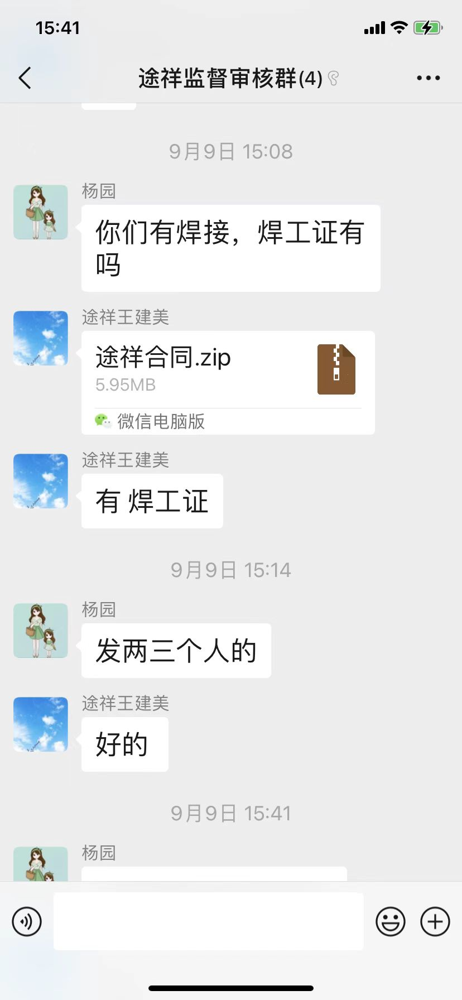 15:41
途祥监督审核群(4)
9月9日 15:08
杨园
你们有焊接，焊工证有
吗
途祥王建美
途祥合同.zip
5.95MB
微信电脑版
途祥王建美
有 焊工证
9月9日 15:14
杨园
发两三个人的
途祥王建美
好的
9月9日 15:41
杨园